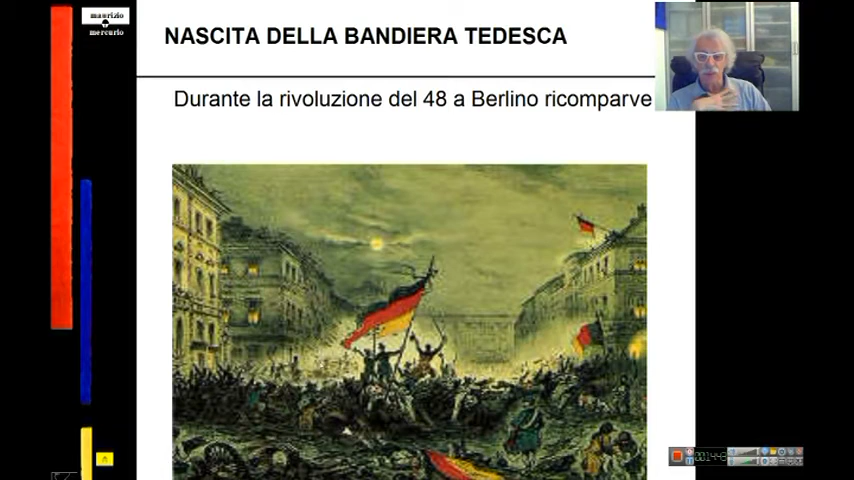 maurizio
mercurio
NASCITA DELLA BANDIERA TEDESCA
Durante la rivoluzione del 48 a Berlino ricomparve